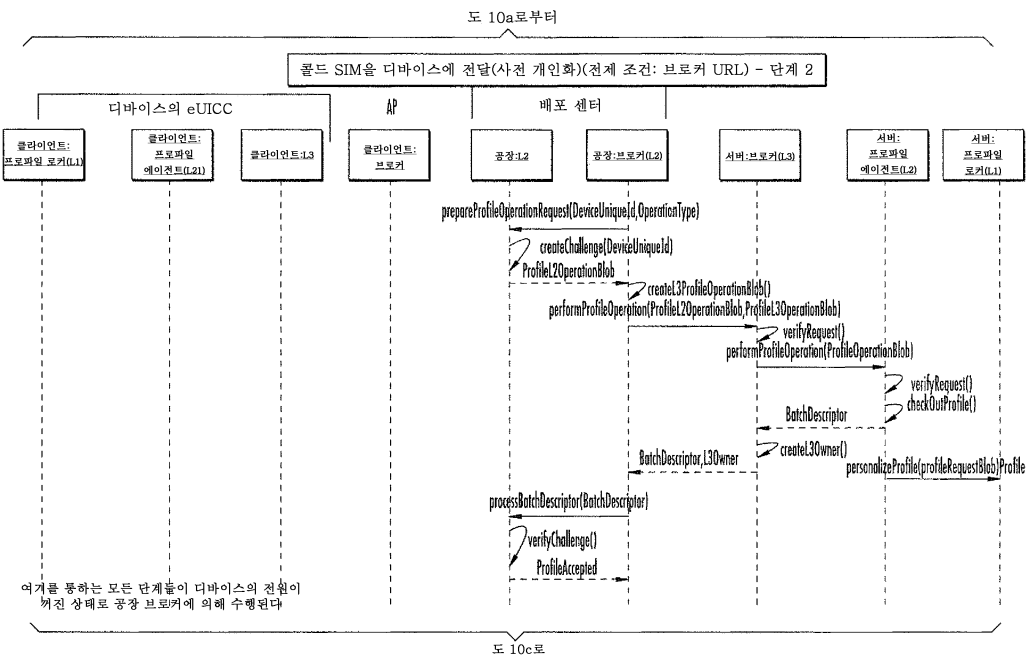 도 10a로부터
콜드 SIM을 디바이스에 전달(사전 개인화)(전제 조건: 브로커 URL) - 단계 2
디바이스의 eUICC
AP
배포 센터
클라이언트:
프로파일 로커(L1)
클라이언트:
프로파일
에이전트(L21)
클라이언트:L3
클라이언트:
브로커
공장:L2
공장:브로커(L2)
서버:브로커(L3)
서버:
프로파일
에이전트(L2)
서버:
프로파일
로커(L1)
prepareProfileOperationRequest(DeviceUniqueId,OperationType)
createChallenge(DeviceUniqueId)
ProfileL2OperationBlob
createL3ProfileOperationBlob()
performProfileOperation(ProfileL2OperationBlob,ProfileL3OperationBlob)
verifyRequest()
performProfileOperation(ProfileOperationBlob)
verifyRequest()
checkOutProfile()
BatchDescriptor
createL3Owner()
BatchDescriptor,L3Owner
personalizeProfile(profileRequestBlob)Profile
processBatchDescriptor(BatchDescriptor)
verifyChallenge()
ProfileAccepted
여기를 통하는 모든 단계들이 디바이스의 전원이
꺼진 상태로 공장 브로커에 의해 수행된다
도 10c로